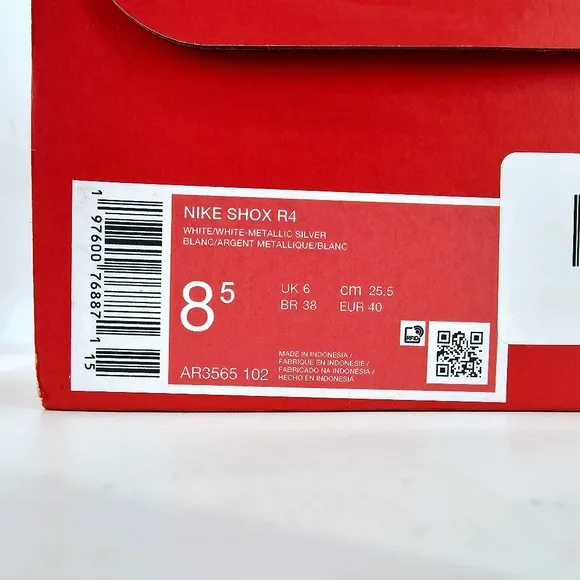 NIKE SHOX R4
WHITE/WHITE-METALLIC SILVER
BLANC/ARGENT METALLIQUE/BLANC
8⁵
UK 6 cm 25.5
BR 38 EUR 40
RFID
AR3565 102
MADE IN INDONESIA /
FABRIQUE EN INDONESIE /
FABRICADO NA INDONESIA /
HECHO EN INDONESIA
1 97600 76887 1 15